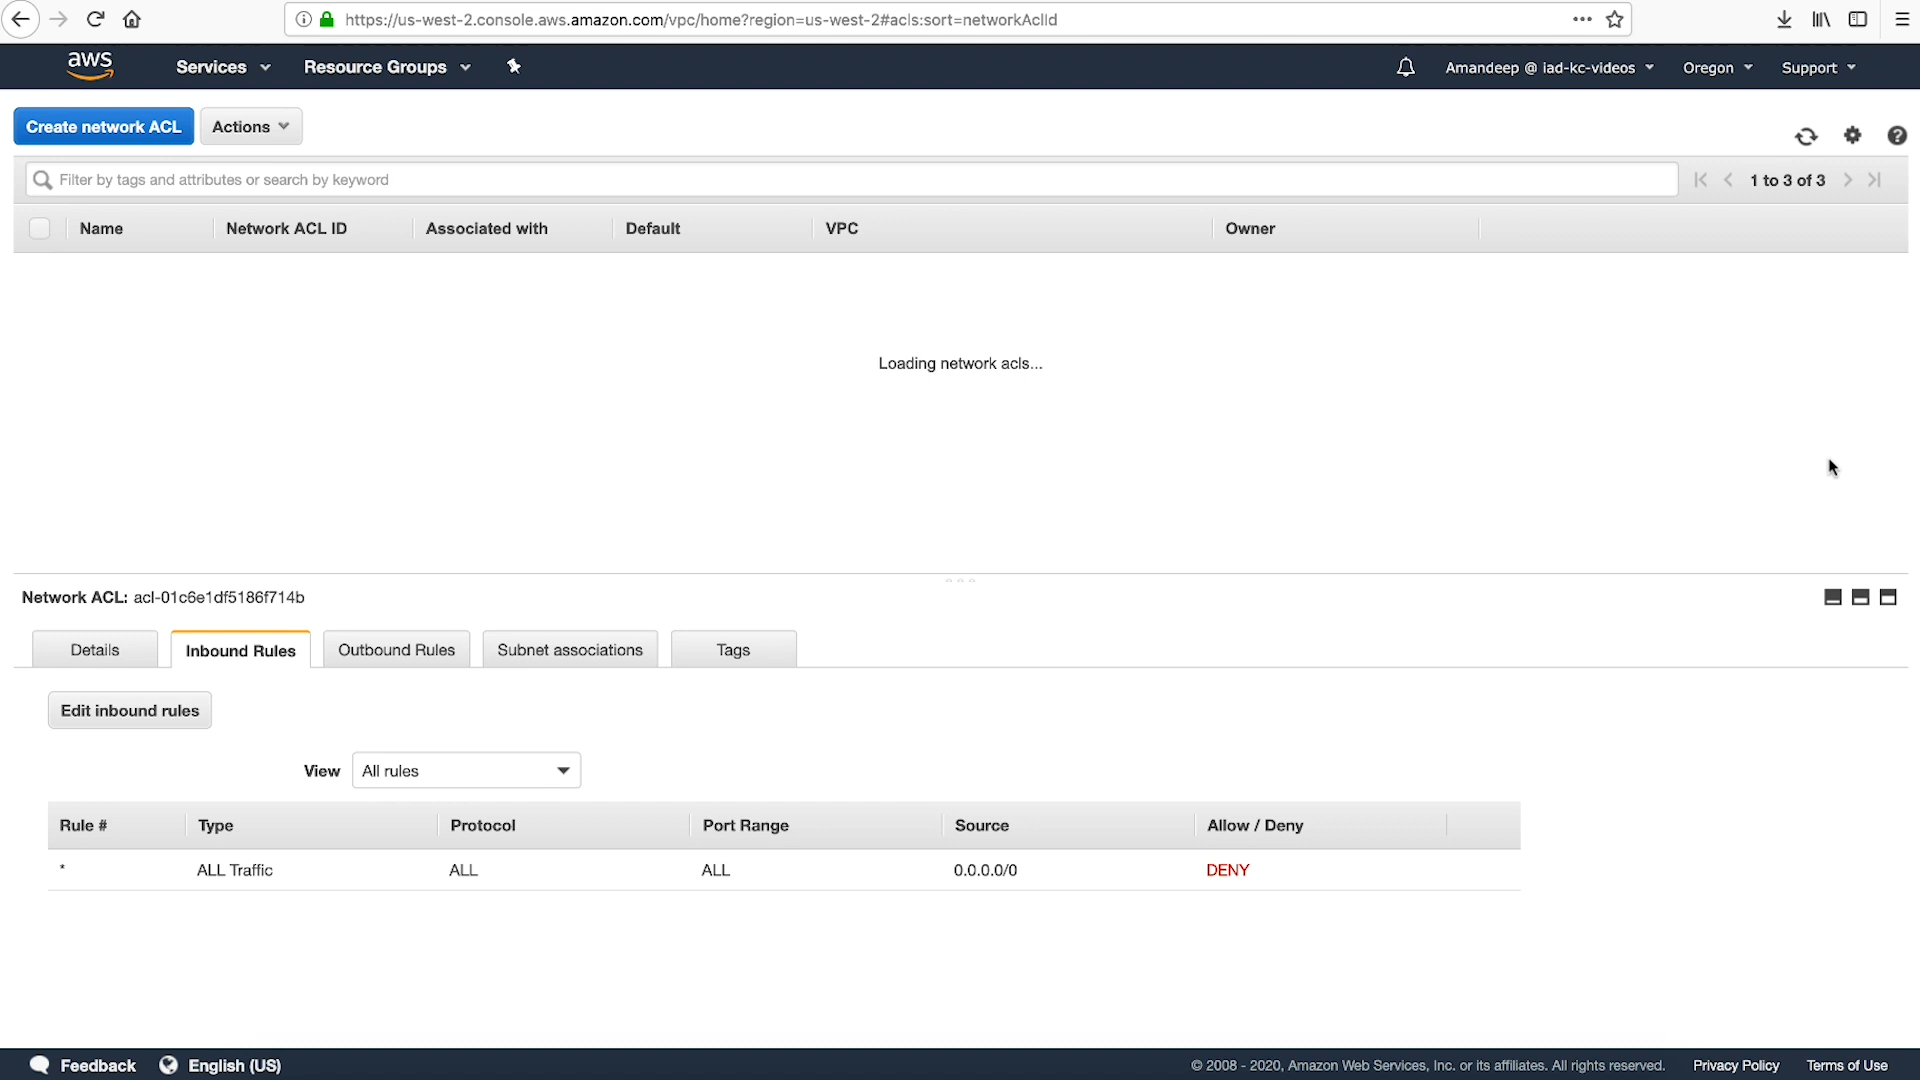 https://us-west-2.console.aws.amazon.com/vpc/home?region=us-west-2#acls:sort=networkAclId
aws Services Resource Groups Amandeep @ iad-kc-videos Oregon Support
Create network ACL Actions
Filter by tags and attributes or search by keyword 1 to 3 of 3
Name Network ACL ID Associated with Default VPC Owner
Loading network acls...
Network ACL: acl-01c6e1df5186f714b
Details Inbound Rules Outbound Rules Subnet associations Tags
Edit inbound rules
View All rules
Rule # Type Protocol Port Range Source Allow / Deny
* ALL Traffic ALL ALL 0.0.0.0/0 DENY
Feedback English (US) © 2008 - 2020, Amazon Web Services, Inc. or its affiliates. All rights reserved. Privacy Policy Terms of Use